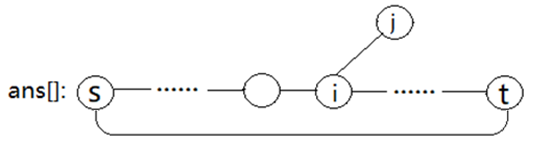 j
ans[]: s ...... i ...... t